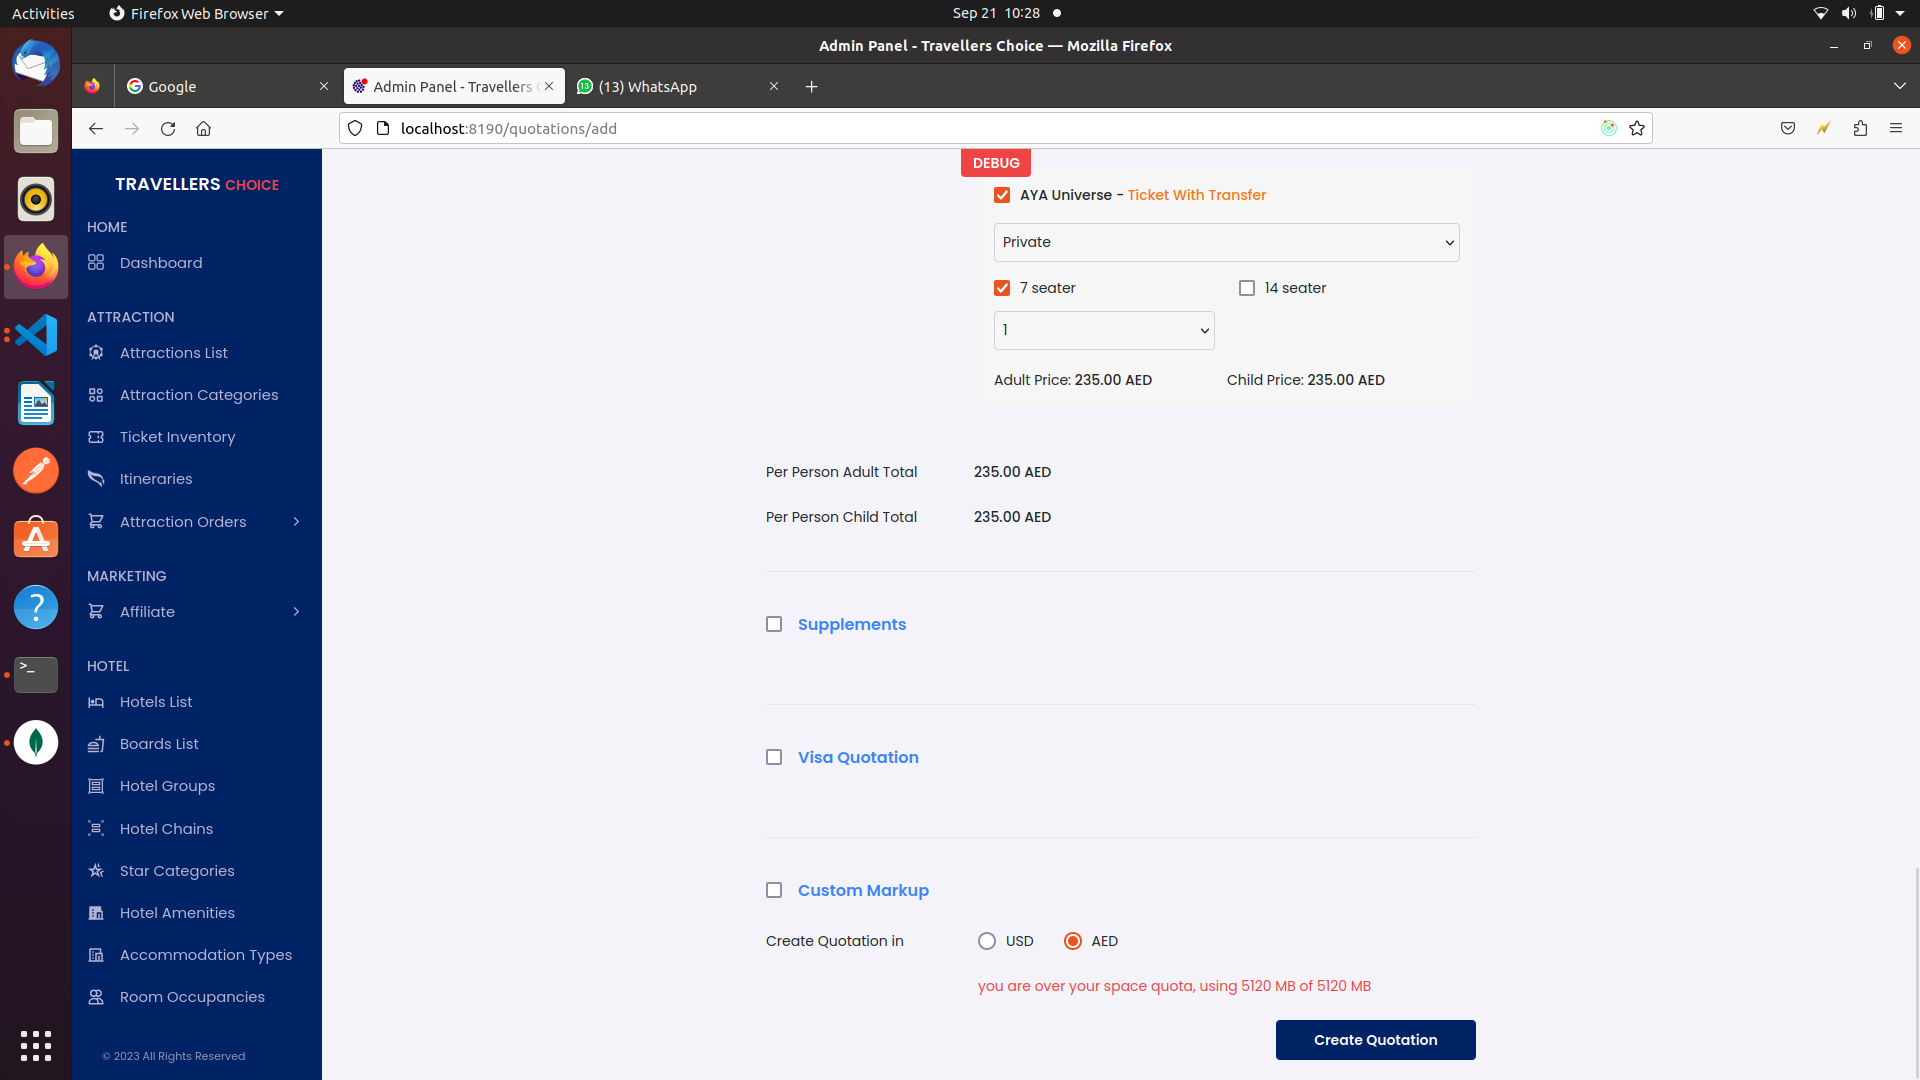 Activities
Firefox Web Browser
Sep 21 10:28
Admin Panel - Travellers Choice — Mozilla Firefox
Google
Admin Panel - Travellers
(13) WhatsApp
localhost:8190/quotations/add
TRAVELLERS CHOICE
HOME
Dashboard
ATTRACTION
Attractions List
Attraction Categories
Ticket Inventory
Itineraries
Attraction Orders
MARKETING
Affiliate
HOTEL
Hotels List
Boards List
Hotel Groups
Hotel Chains
Star Categories
Hotel Amenities
Accommodation Types
Room Occupancies
© 2023 All Rights Reserved
DEBUG
AYA Universe - Ticket With Transfer
Private
7 seater
14 seater
1
Adult Price: 235.00 AED
Child Price: 235.00 AED
Per Person Adult Total 235.00 AED
Per Person Child Total 235.00 AED
Supplements
Visa Quotation
Custom Markup
Create Quotation in USD AED
you are over your space quota, using 5120 MB of 5120 MB
Create Quotation